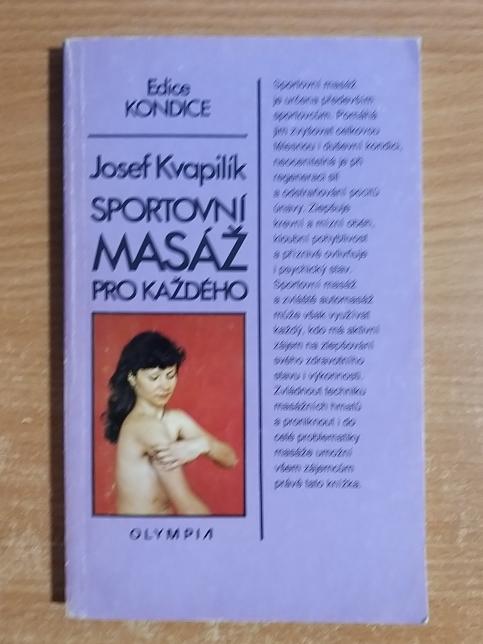 Edice
KONDICE
Josef Kvapilík
SPORTOVNÍ
MASÁŽ
PRO KAŽDÉHO
OLYMPIA
Sportovní masáž
je určena především
sportovcům. Pomáhá
jim zvyšovat celkovou
tělesnou i duševní kondici,
neocenitelná je při
regeneraci sil
a odstraňování pocitů
únavy. Zlepšuje
krevní a mízní oběh,
kloubní pohyblivost
a příznivě ovlivňuje
i psychický stav.
Sportovní masáž
a zvláště automasáž
může však využívat
každý, kdo má aktivní
zájem na zlepšování
svého zdravotního
stavu i výkonnosti.
Zvládnout techniku
masážních hmatů
a proniknout i do
celé problematiky
masáže umožní
všem zájemcům
právě tato knížka.